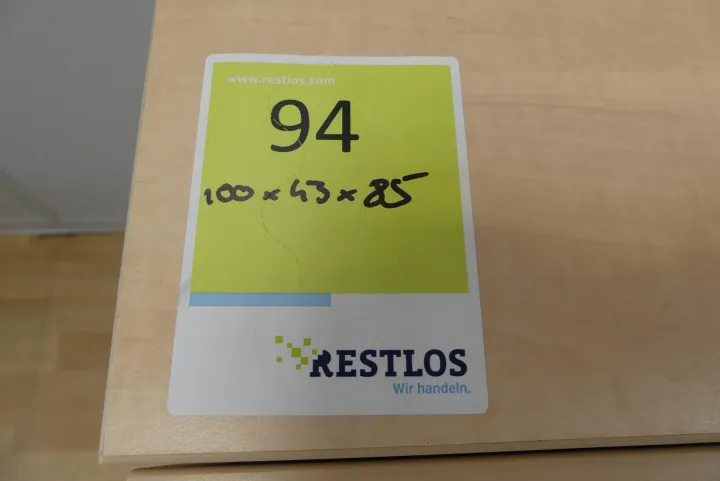 www.restlos.com
94
100 x 43 x 85
RESTLOS
Wir handeln.